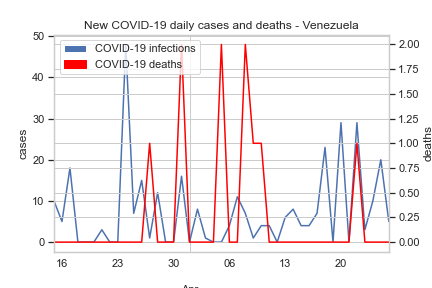 New COVID-19 daily cases and deaths - Venezuela
COVID-19 infections
COVID-19 deaths
cases
50
40
30
20
10
0
deaths
2.00
1.75
1.50
1.25
1.00
0.75
0.50
0.25
0.00
16 23 30 06 13 20